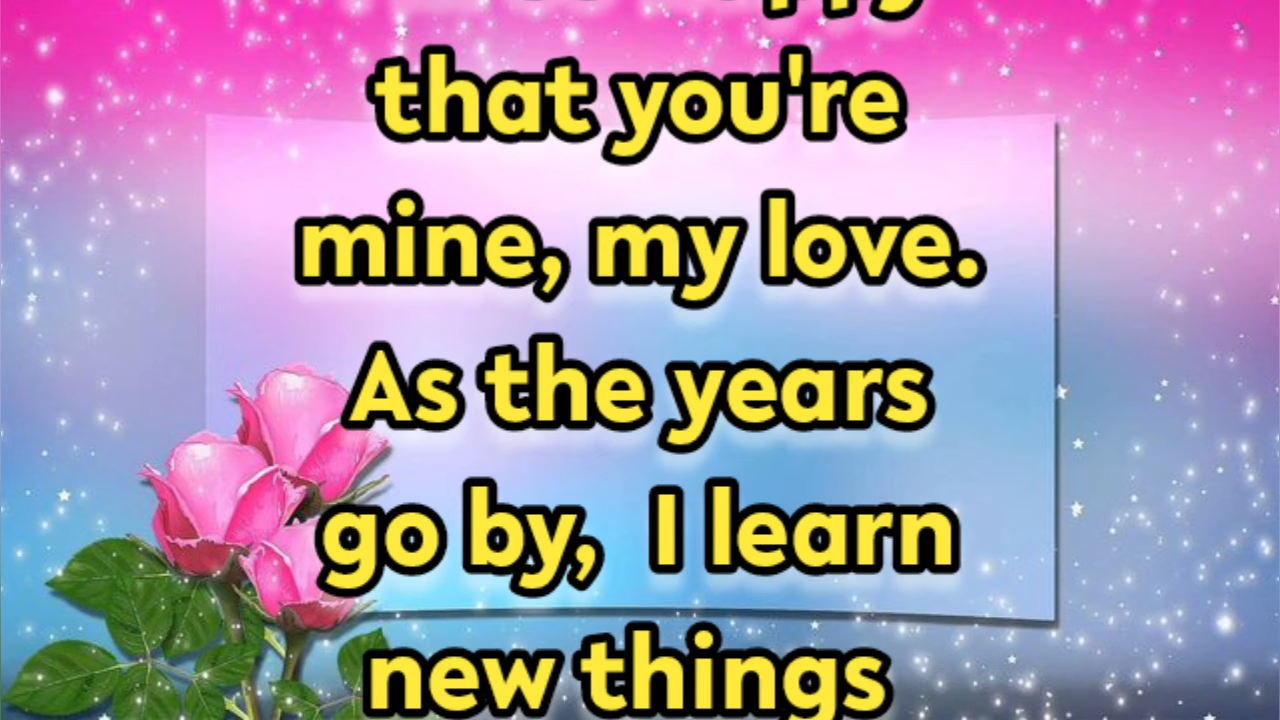 that you're
mine, my love.
As the years
go by, I learn
new things